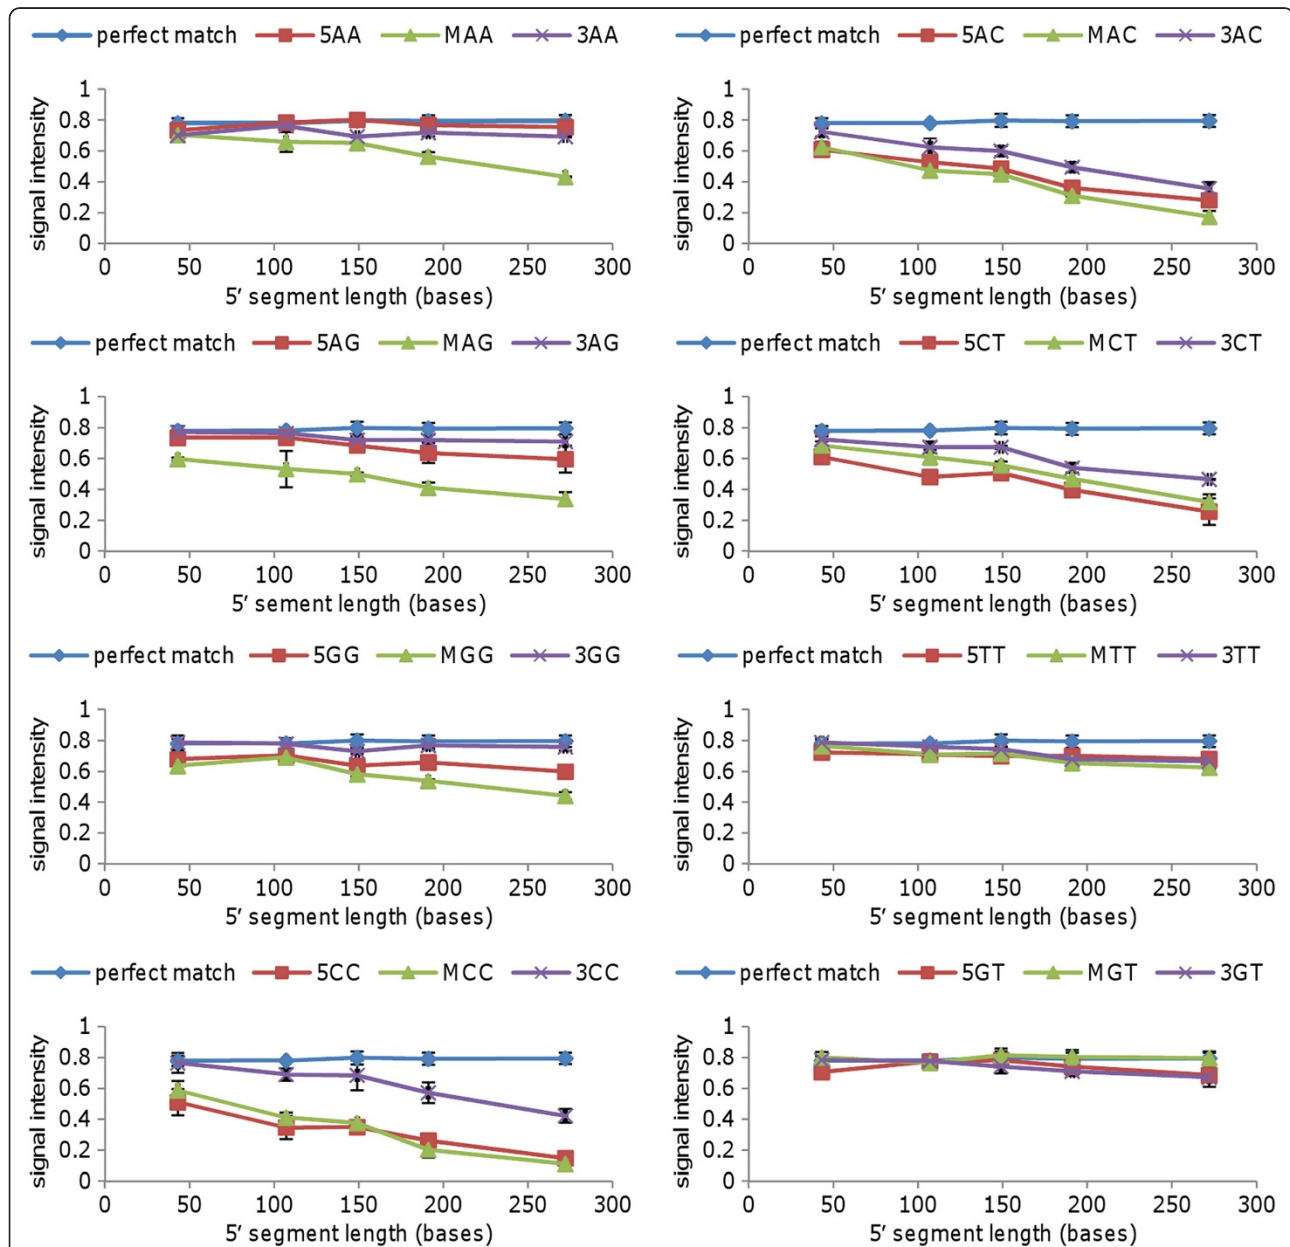 perfect match 5AA MAA 3AA
signal intensity
1
0.8
0.6
0.4
0.2
0
0 50 100 150 200 250 300
5′ segment length (bases)
perfect match 5AC MAC 3AC
signal intensity
1
0.8
0.6
0.4
0.2
0
0 50 100 150 200 250 300
5′ segment length (bases)
perfect match 5AG MAG 3AG
signal intensity
1
0.8
0.6
0.4
0.2
0
0 50 100 150 200 250 300
5′ sement length (bases)
perfect match 5CT MCT 3CT
signal intensity
1
0.8
0.6
0.4
0.2
0
0 50 100 150 200 250 300
5′ segment length (bases)
perfect match 5GG MGG 3GG
signal intensity
1
0.8
0.6
0.4
0.2
0
0 50 100 150 200 250 300
5′ segment length (bases)
perfect match 5TT MTT 3TT
signal intensity
1
0.8
0.6
0.4
0.2
0
0 50 100 150 200 250 300
5′ segment length (bases)
perfect match 5CC MCC 3CC
signal intensity
1
0.8
0.6
0.4
0.2
0
0 50 100 150 200 250 300
5′ segment length (bases)
perfect match 5GT MGT 3GT
signal intensity
1
0.8
0.6
0.4
0.2
0
0 50 100 150 200 250 300
5′ segment length (bases)